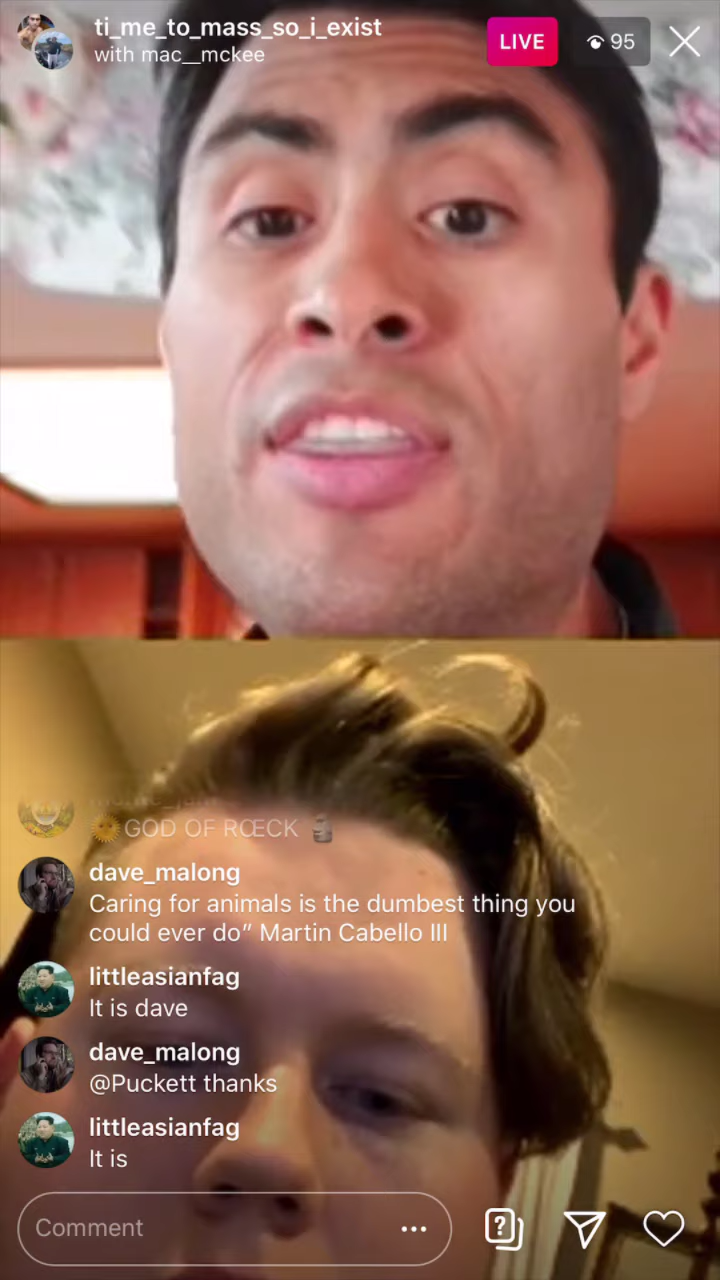 ti_me_to_mass_so_i_exist
with mac__mckee
LIVE
95
GOD OF RŒCK
dave_malong
Caring for animals is the dumbest thing you
could ever do” Martin Cabello III
littleasianfag
It is dave
dave_malong
@Puckett thanks
littleasianfag
It is
Comment